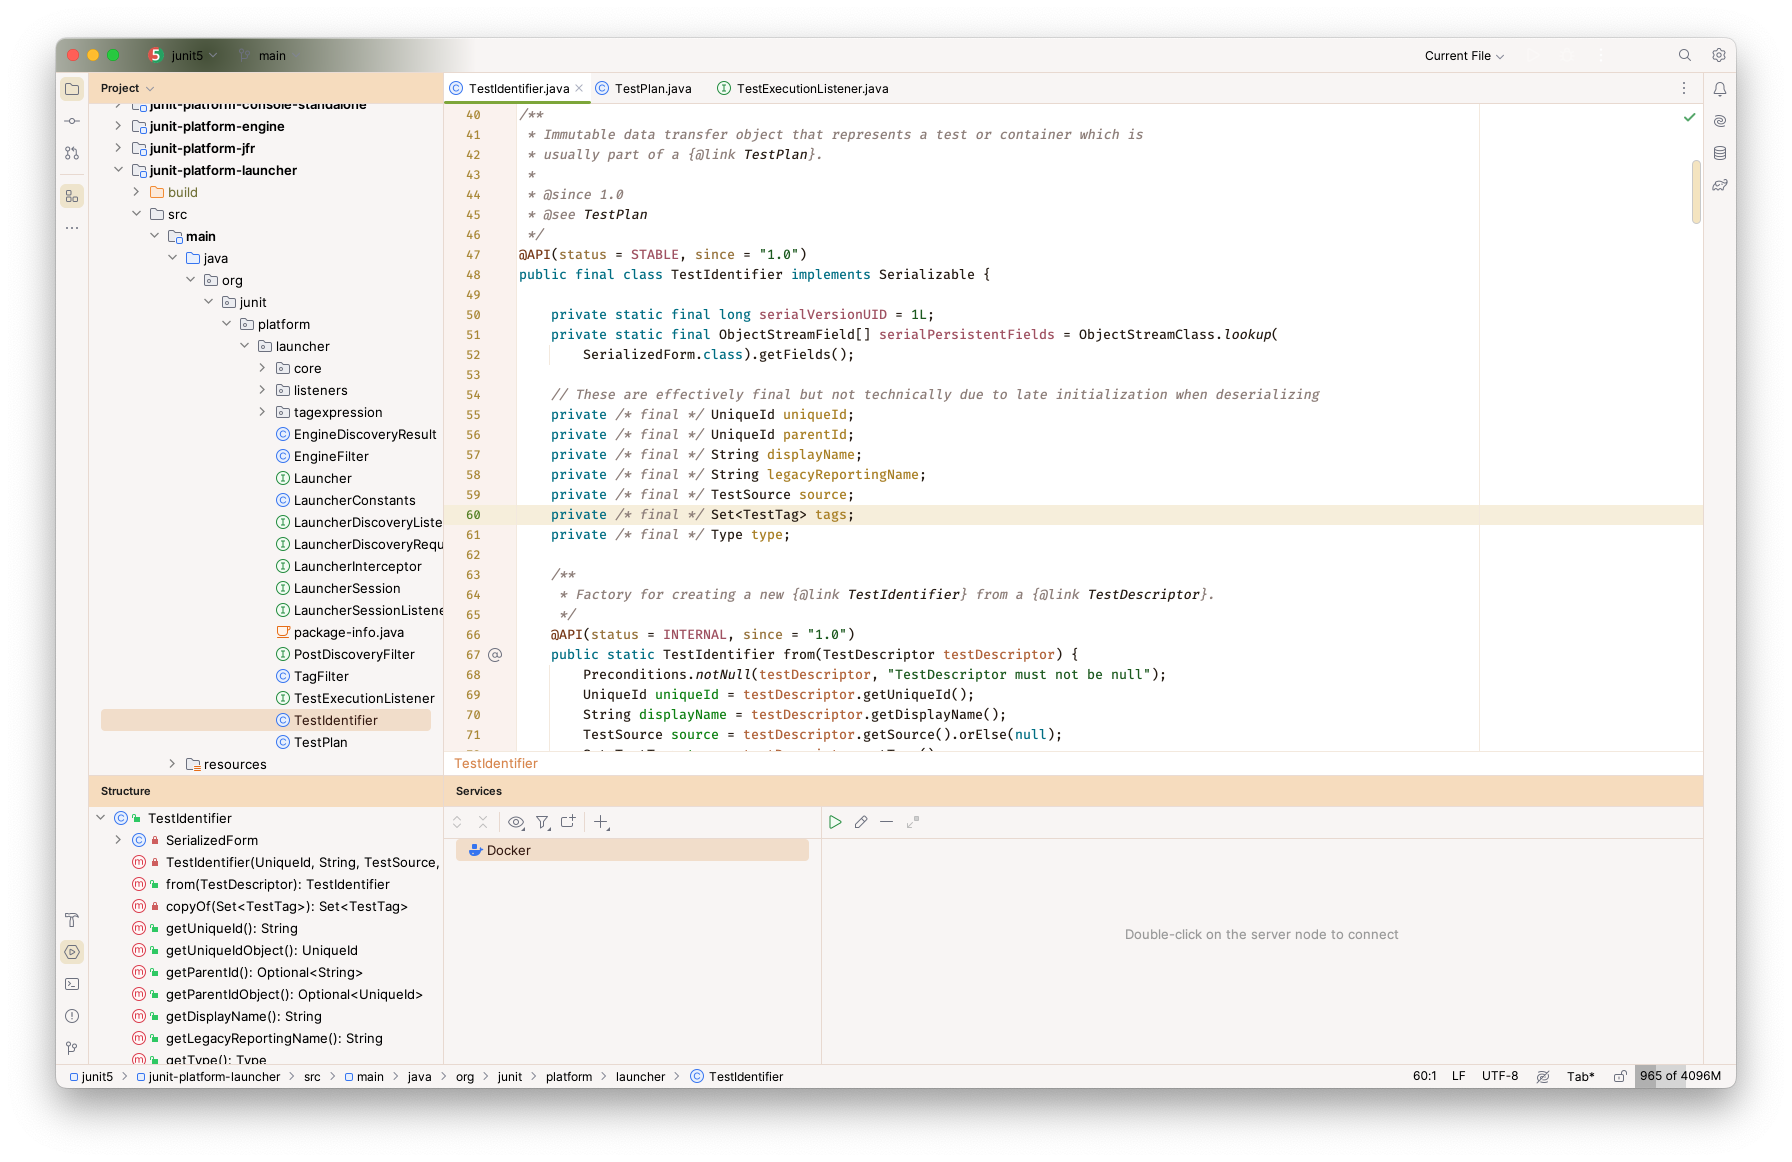 5 junit5 main
Current File
Project
TestIdentifier.java
TestPlan.java
TestExecutionListener.java
junit-platform-console-standalone
junit-platform-engine
junit-platform-jfr
junit-platform-launcher
build
src
main
java
org
junit
platform
launcher
core
listeners
tagexpression
EngineDiscoveryResult
EngineFilter
Launcher
LauncherConstants
LauncherDiscoveryListe
LauncherDiscoveryRequ
LauncherInterceptor
LauncherSession
LauncherSessionListene
package-info.java
PostDiscoveryFilter
TagFilter
TestExecutionListener
TestIdentifier
TestPlan
resources
40 /**
41 * Immutable data transfer object that represents a test or container which is
42 * usually part of a {@link TestPlan}.
43 *
44 * @since 1.0
45 * @see TestPlan
46 */
47 @API(status = STABLE, since = "1.0")
48 public final class TestIdentifier implements Serializable {
49
50 private static final long serialVersionUID = 1L;
51 private static final ObjectStreamField[] serialPersistentFields = ObjectStreamClass.lookup(
52 SerializedForm.class).getFields();
53
54 // These are effectively final but not technically due to late initialization when deserializing
55 private /* final */ UniqueId uniqueId;
56 private /* final */ UniqueId parentId;
57 private /* final */ String displayName;
58 private /* final */ String legacyReportingName;
59 private /* final */ TestSource source;
60 private /* final */ Set<TestTag> tags;
61 private /* final */ Type type;
62
63 /**
64 * Factory for creating a new {@link TestIdentifier} from a {@link TestDescriptor}.
65 */
66 @API(status = INTERNAL, since = "1.0")
67 public static TestIdentifier from(TestDescriptor testDescriptor) {
68 Preconditions.notNull(testDescriptor, "TestDescriptor must not be null");
69 UniqueId uniqueId = testDescriptor.getUniqueId();
70 String displayName = testDescriptor.getDisplayName();
71 TestSource source = testDescriptor.getSource().orElse(null);
TestIdentifier
Structure
TestIdentifier
SerializedForm
TestIdentifier(UniqueId, String, TestSource,
from(TestDescriptor): TestIdentifier
copyOf(Set<TestTag>): Set<TestTag>
getUniqueId(): String
getUniqueIdObject(): UniqueId
getParentId(): Optional<String>
getParentIdObject(): Optional<UniqueId>
getDisplayName(): String
getLegacyReportingName(): String
getType(): Type
Services
Docker
Double-click on the server node to connect
junit5 junit-platform-launcher src main java org junit platform launcher TestIdentifier
60:1 LF UTF-8 Tab* 965 of 4096M